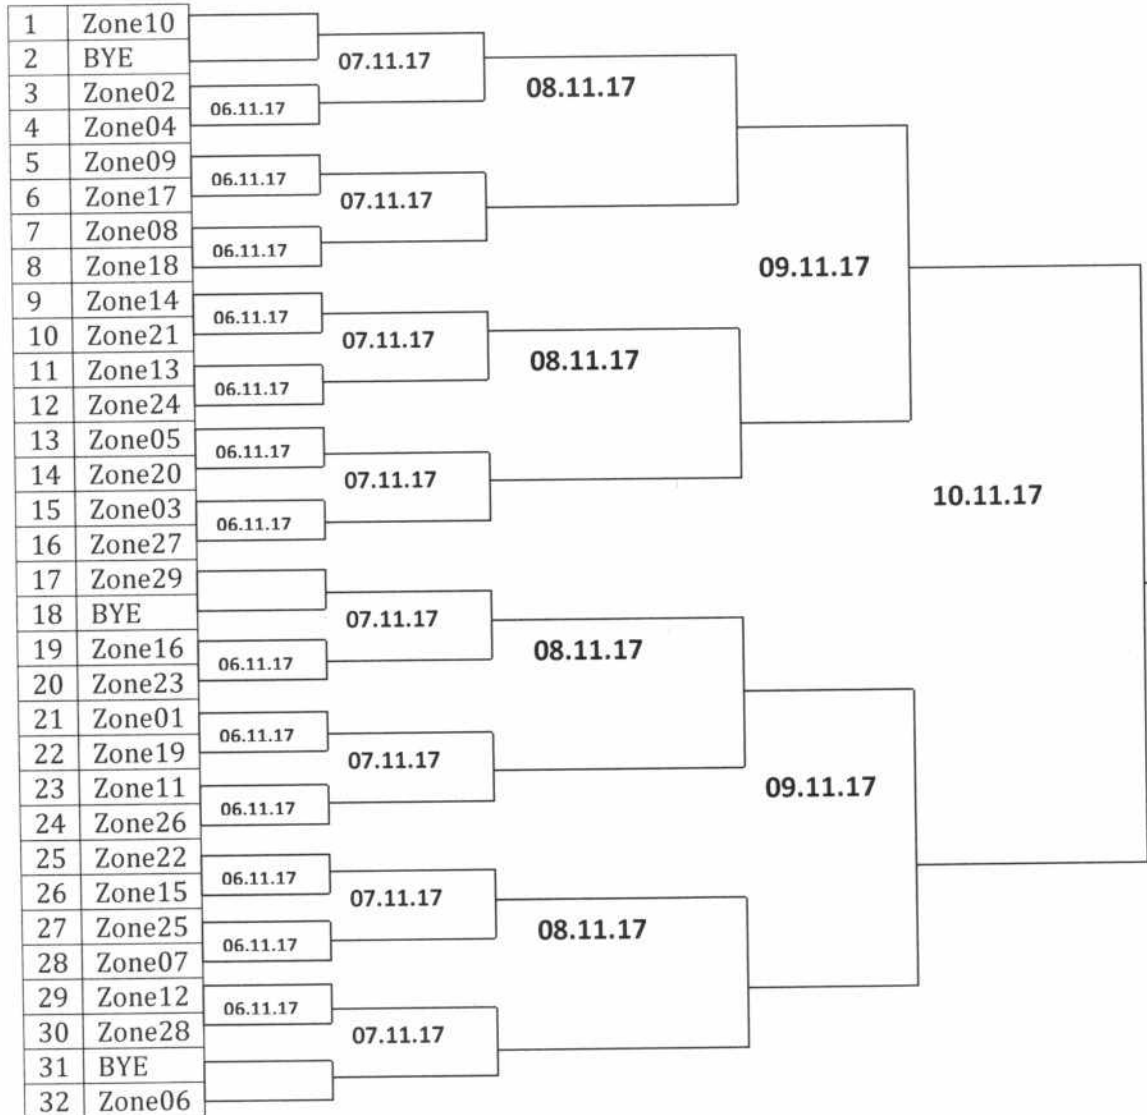 1 Zone10
2 BYE
3 Zone02
4 Zone04
5 Zone09
6 Zone17
7 Zone08
8 Zone18
9 Zone14
10 Zone21
11 Zone13
12 Zone24
13 Zone05
14 Zone20
15 Zone03
16 Zone27
17 Zone29
18 BYE
19 Zone16
20 Zone23
21 Zone01
22 Zone19
23 Zone11
24 Zone26
25 Zone22
26 Zone15
27 Zone25
28 Zone07
29 Zone12
30 Zone28
31 BYE
32 Zone06
06.11.17
06.11.17
06.11.17
06.11.17
06.11.17
06.11.17
06.11.17
06.11.17
06.11.17
06.11.17
06.11.17
06.11.17
06.11.17
07.11.17
07.11.17
07.11.17
07.11.17
07.11.17
07.11.17
07.11.17
07.11.17
08.11.17
08.11.17
08.11.17
08.11.17
09.11.17
09.11.17
10.11.17